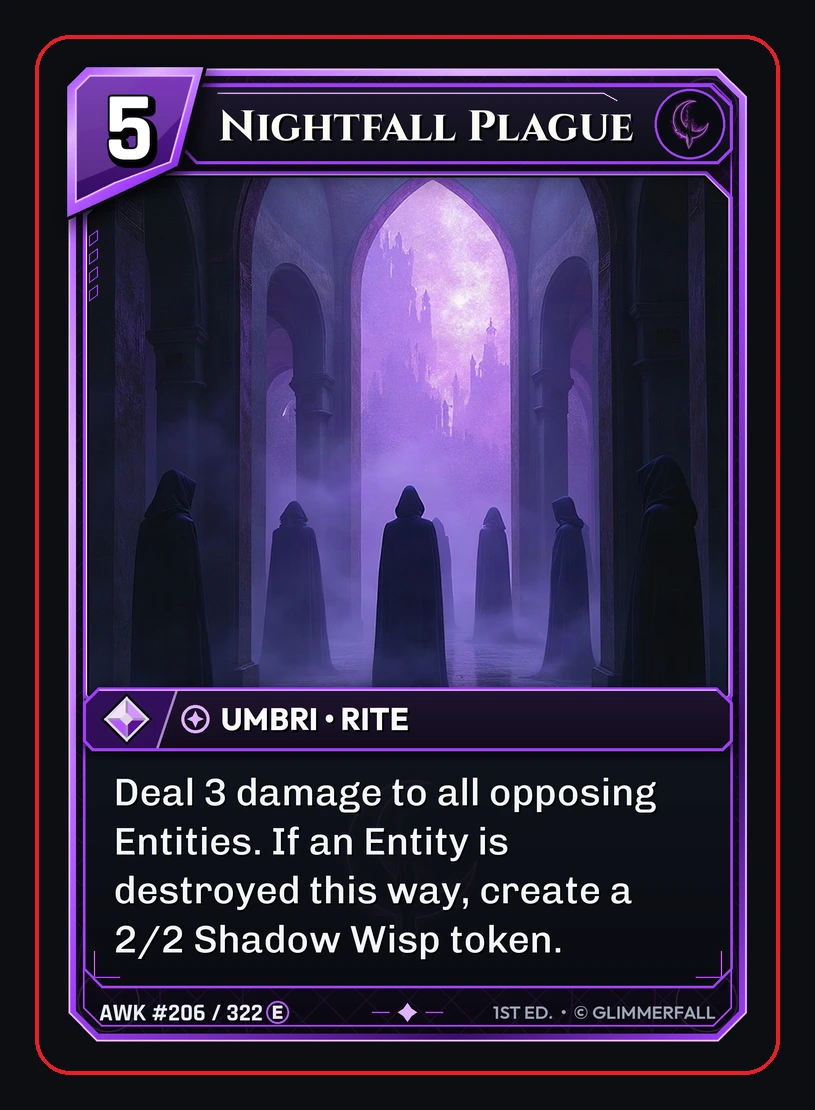 5
NIGHTFALL PLAGUE
UMBRI • RITE
Deal 3 damage to all opposing
Entities. If an Entity is
destroyed this way, create a
2/2 Shadow Wisp token.
AWK #206 / 322 E
1ST ED. • © GLIMMERFALL